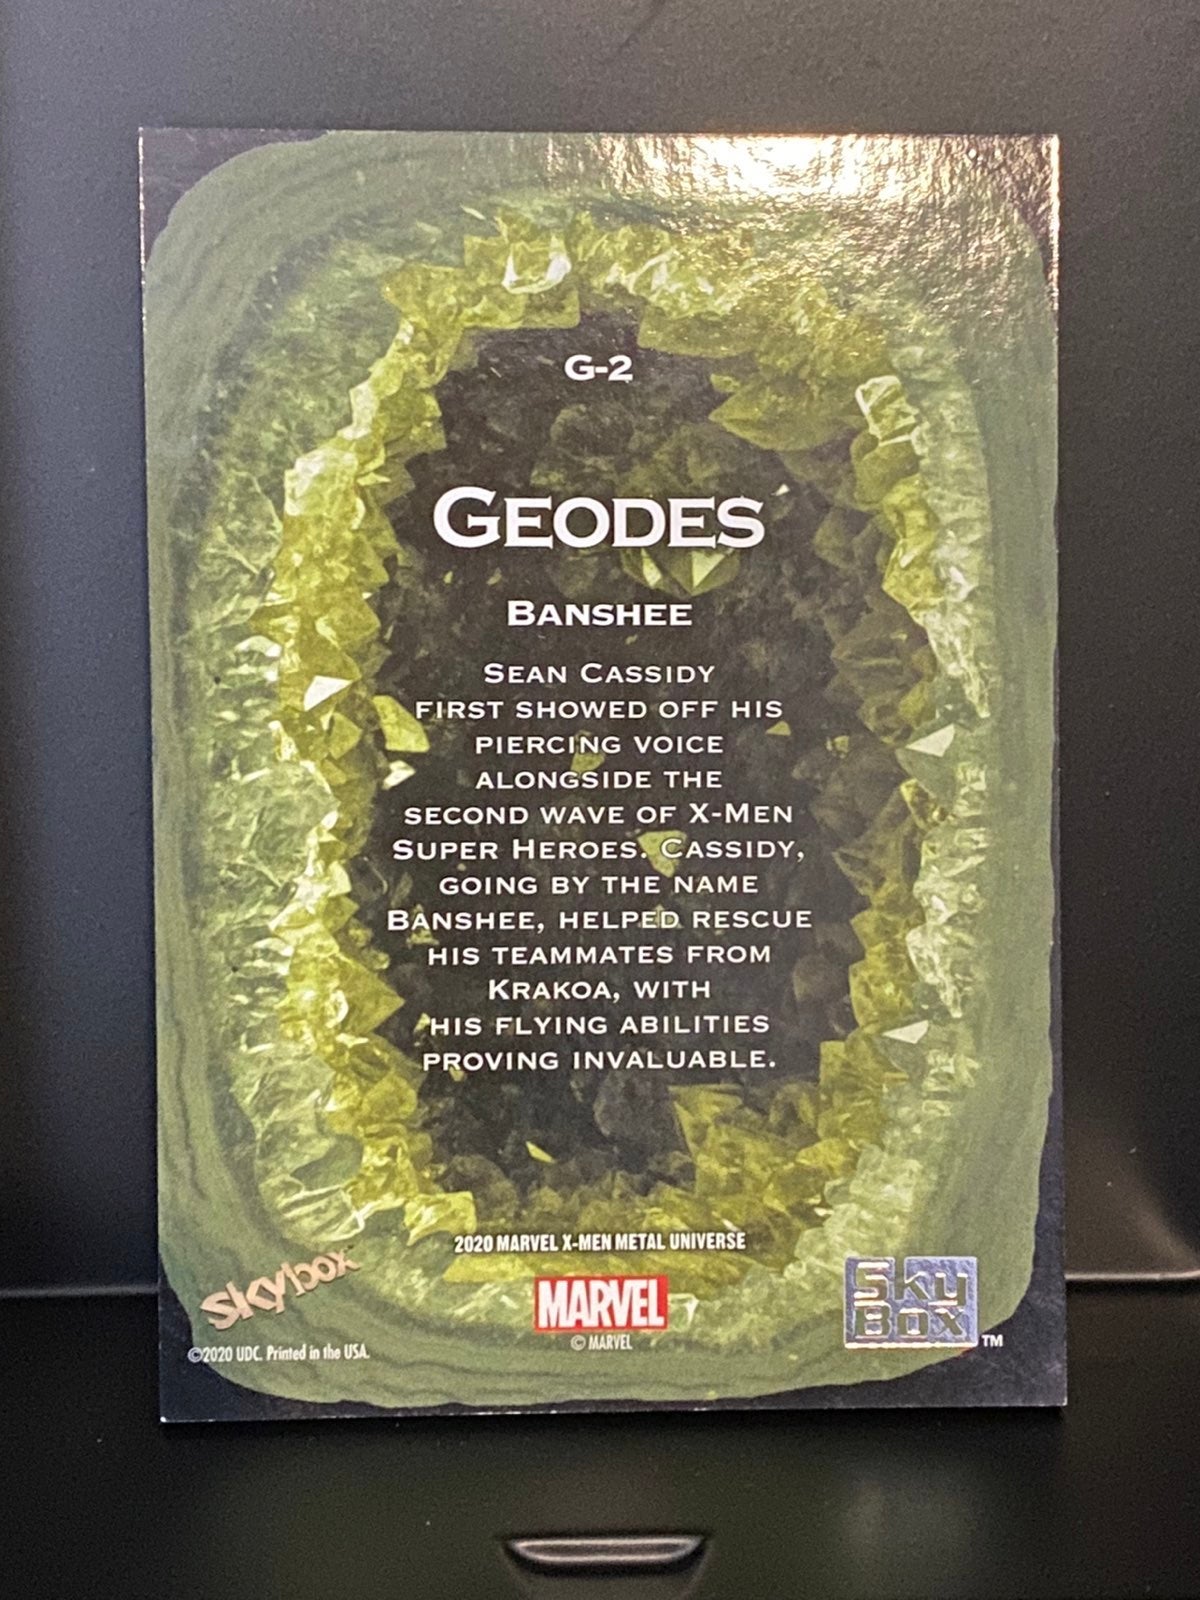 G-2
GEODES
BANSHEE
SEAN CASSIDY
FIRST SHOWED OFF HIS
PIERCING VOICE
ALONGSIDE THE
SECOND WAVE OF X-MEN
SUPER HEROES. CASSIDY,
GOING BY THE NAME
BANSHEE, HELPED RESCUE
HIS TEAMMATES FROM
KRAKOA, WITH
HIS FLYING ABILITIES
PROVING INVALUABLE.
2020 MARVEL X-MEN METAL UNIVERSE
skybox
MARVEL
SkyBox ™
© MARVEL
©2020 UDC. Printed in the USA.